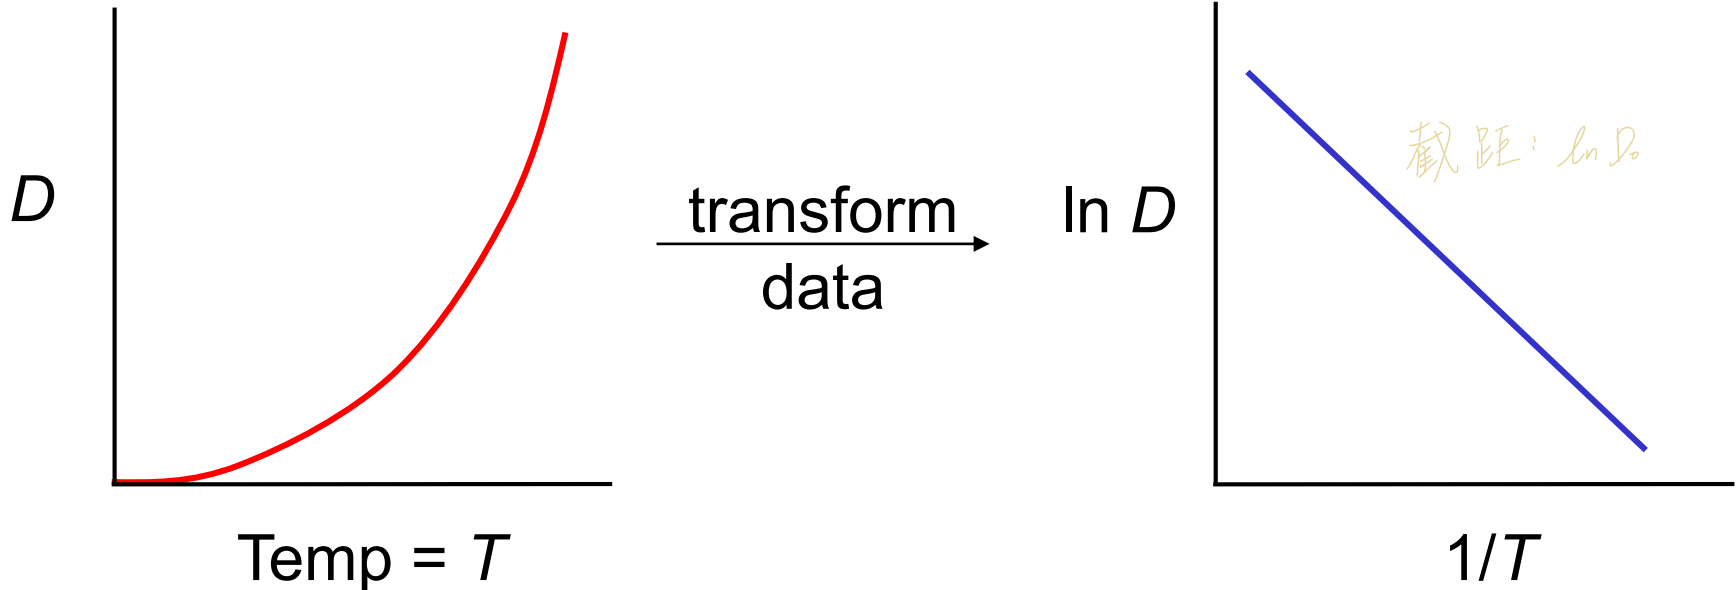 D
Temp = T
transform
data
ln D
截距: ln D₀
1/T